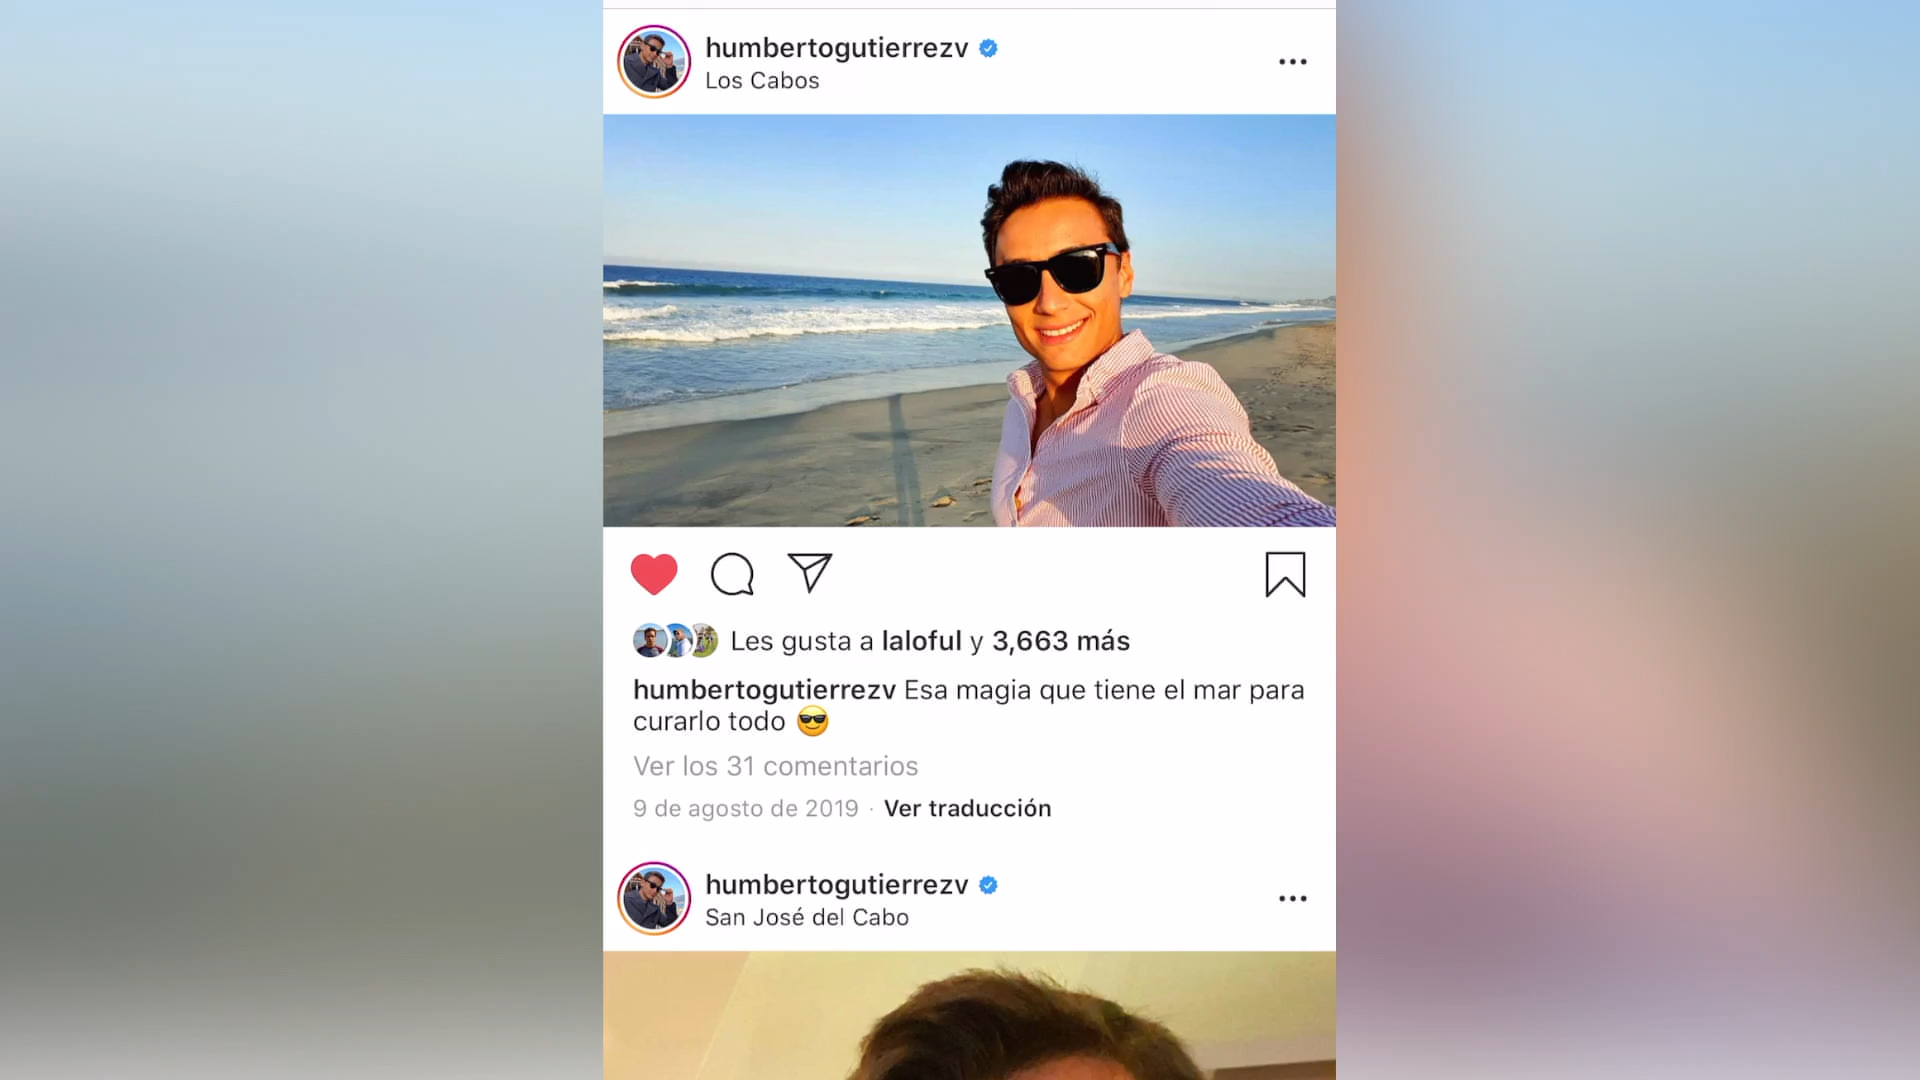 humbertogutierrezv
Los Cabos
Les gusta a laloful y 3,663 más
humbertogutierrezv Esa magia que tiene el mar para
curarlo todo 😎
Ver los 31 comentarios
9 de agosto de 2019 · Ver traducción
humbertogutierrezv
San José del Cabo